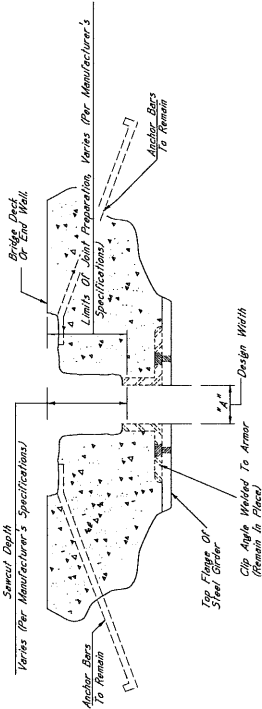 Sawcut Depth
Varies (Per Manufacturer's Specifications)
Bridge Deck
Or End Wall
Limits Of Joint Preparation, Varies (Per Manufacturer's
Specifications)
Anchor Bars
To Remain
Anchor Bars
To Remain
Top Flange Of
Steel Girder
Clip Angle Welded To Armor
(Remain In Place)
"A"
Design Width